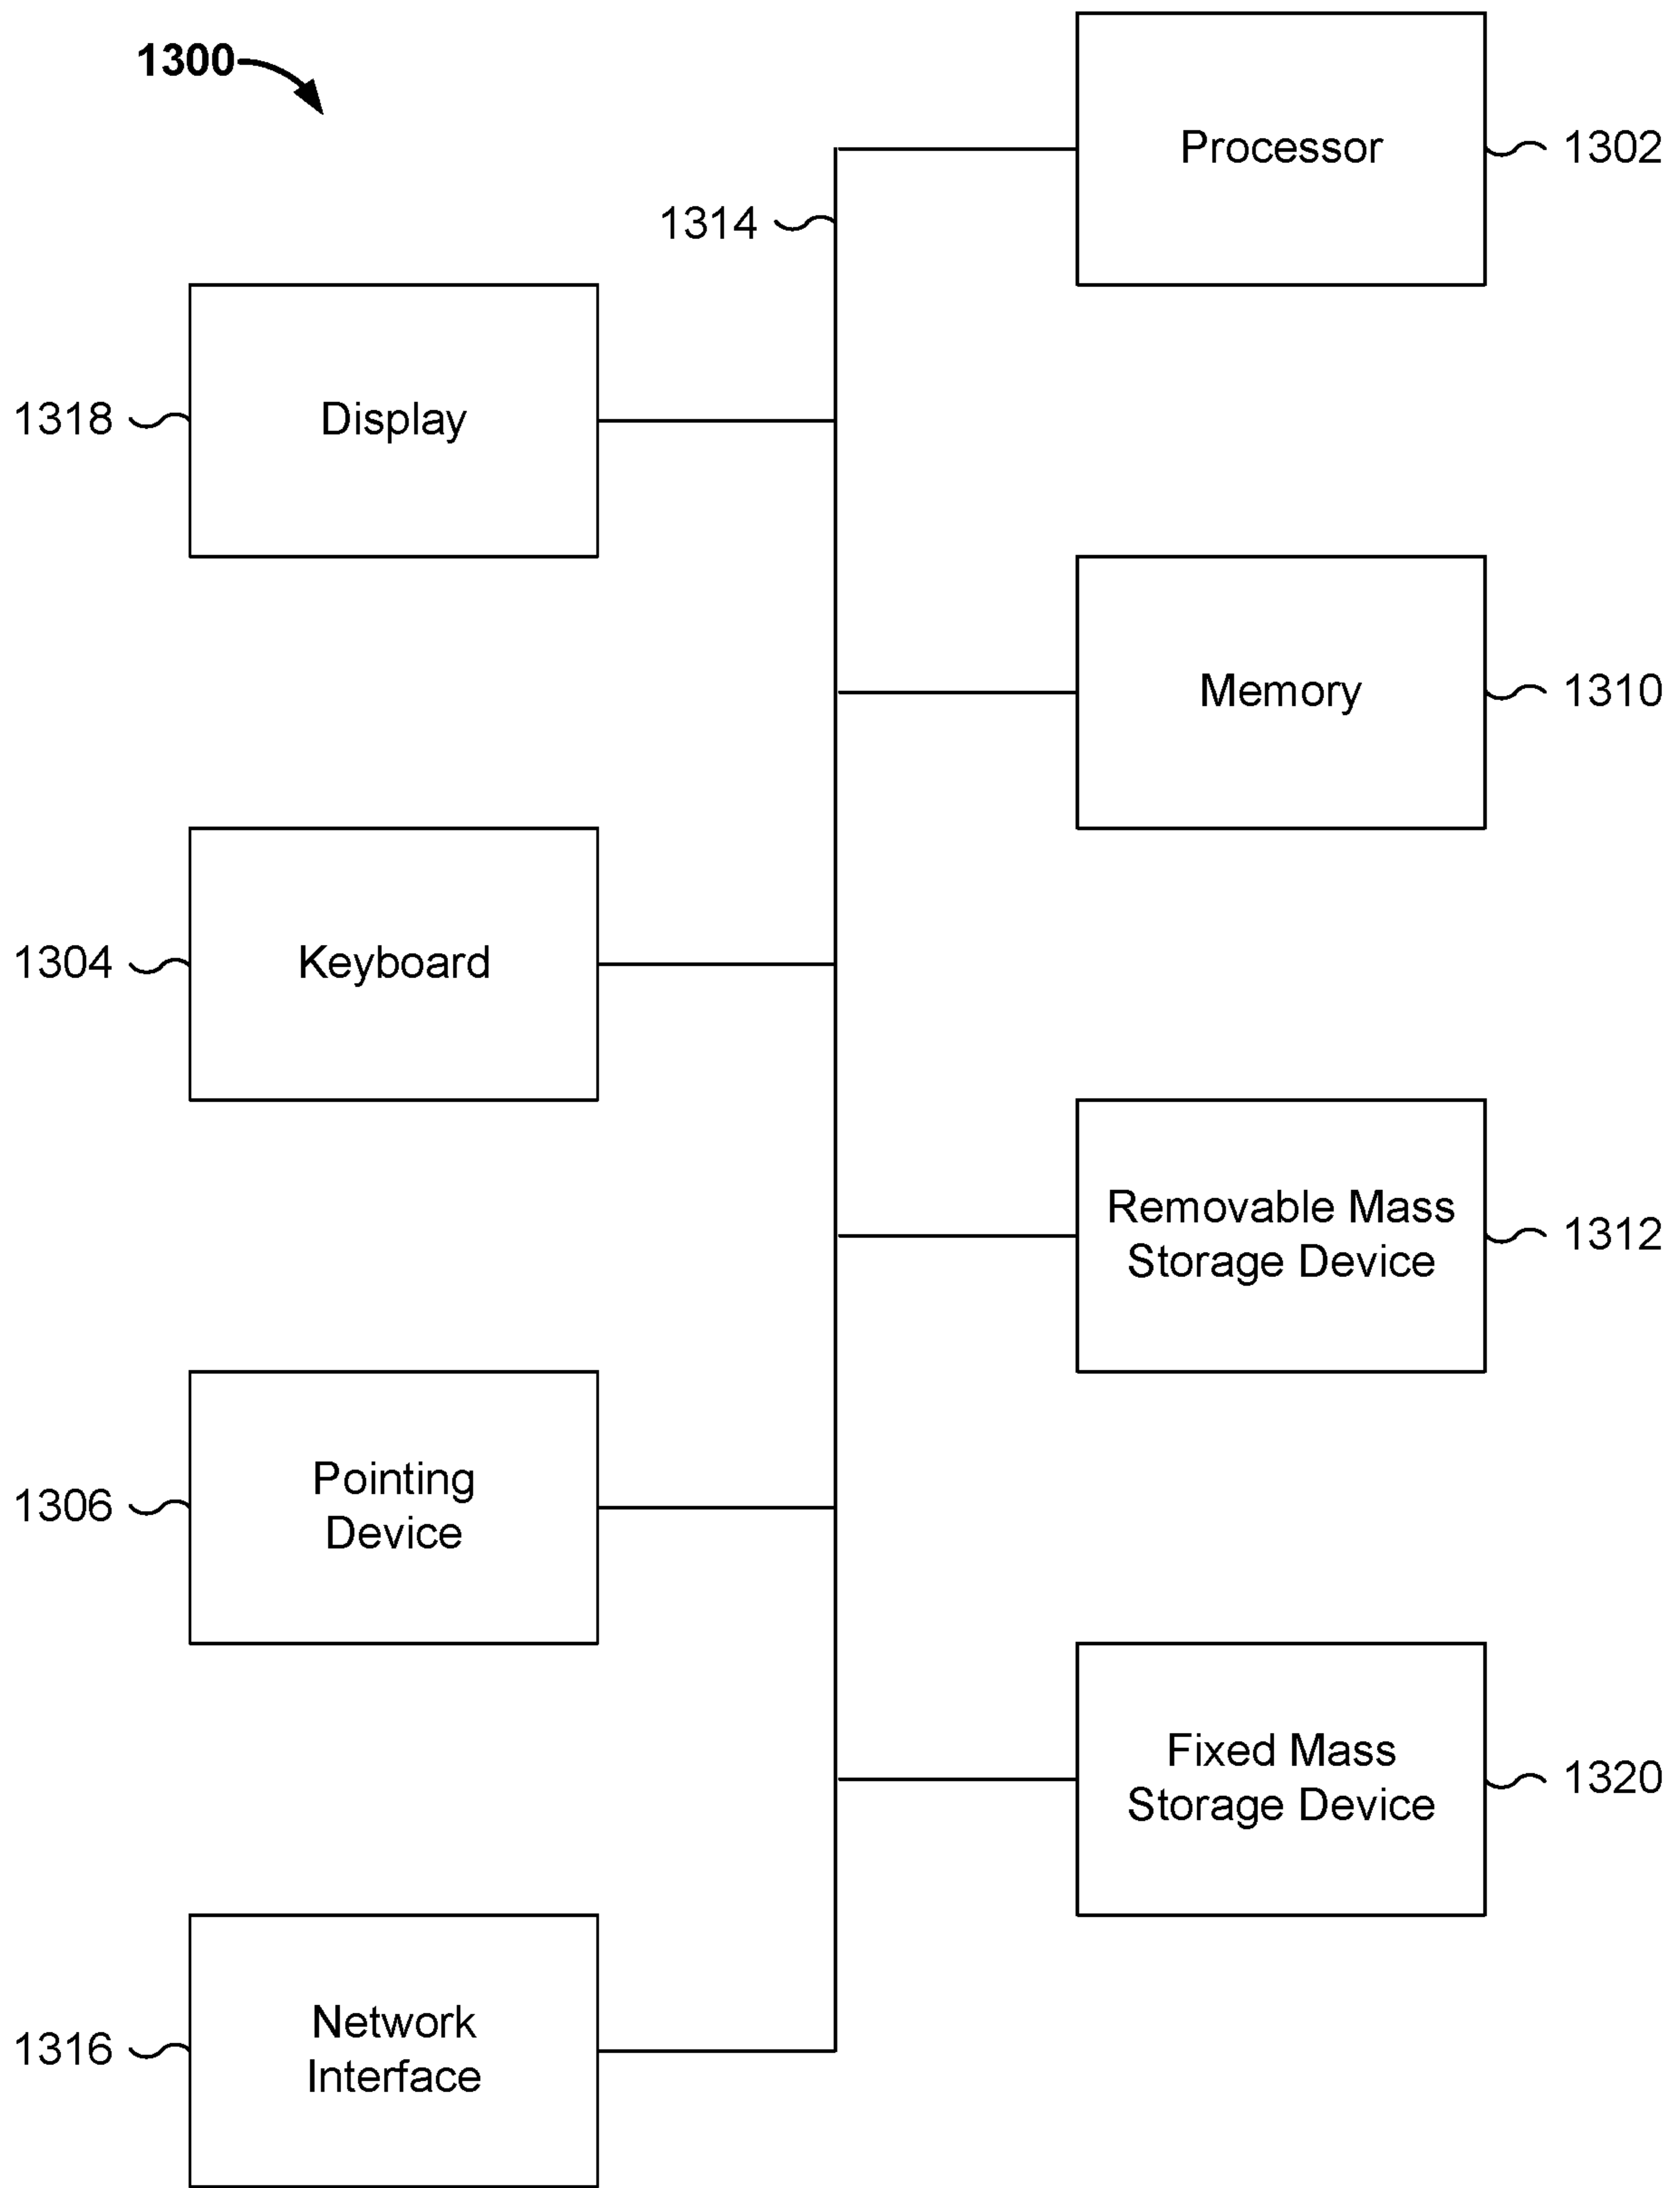 1300
Processor
1302
1314
Display
1318
Memory
1310
Keyboard
1304
Removable Mass
Storage Device
1312
Pointing
Device
1306
Fixed Mass
Storage Device
1320
Network
Interface
1316